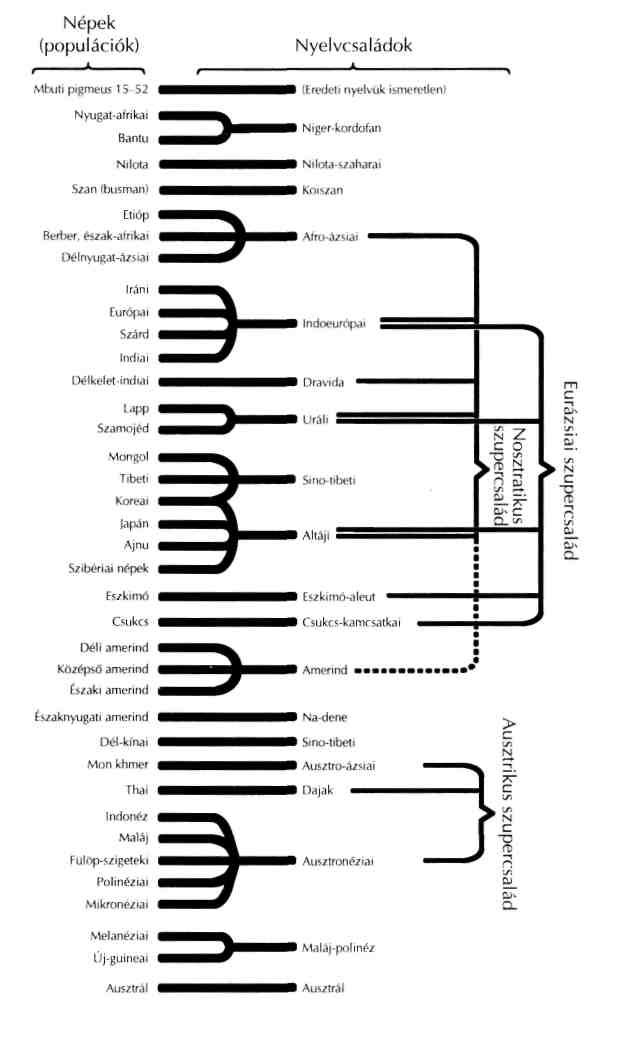 Népek
(populációk)
Nyelvcsaládok
Mbuti pigmeus 15–52
(Eredeti nyelvük ismeretlen)
Nyugat-afrikai
Bantu
Niger-kordofan
Nilota
Nilota-szaharai
Szan (busman)
Koiszan
Etióp
Berber, észak-afrikai
Délnyugat-ázsiai
Afro-ázsiai
Iráni
Európai
Szárd
Indiai
Indoeurópai
Délkelet-indiai
Dravida
Lapp
Szamojéd
Uráli
Mongol
Tibeti
Koreai
Japán
Ajnu
Szibériai népek
Sino-tibeti
Altáji
Eszkimó
Eszkimó-aleut
Csukcs
Csukcs-kamcsatkai
Déli amerind
Középső amerind
Északi amerind
Amerind
Nosztratikus
szupercsalád
Eurázsiai szupercsalád
Északnyugati amerind
Na-dene
Dél-kínai
Sino-tibeti
Mon khmer
Ausztro-ázsiai
Thai
Dajak
Indonéz
Maláj
Fülöp-szigeteki
Polinéziai
Mikronéziai
Ausztronéziai
Ausztrikus szupercsalád
Melanéziai
Új-guineai
Maláj-polinéz
Ausztrál
Ausztrál